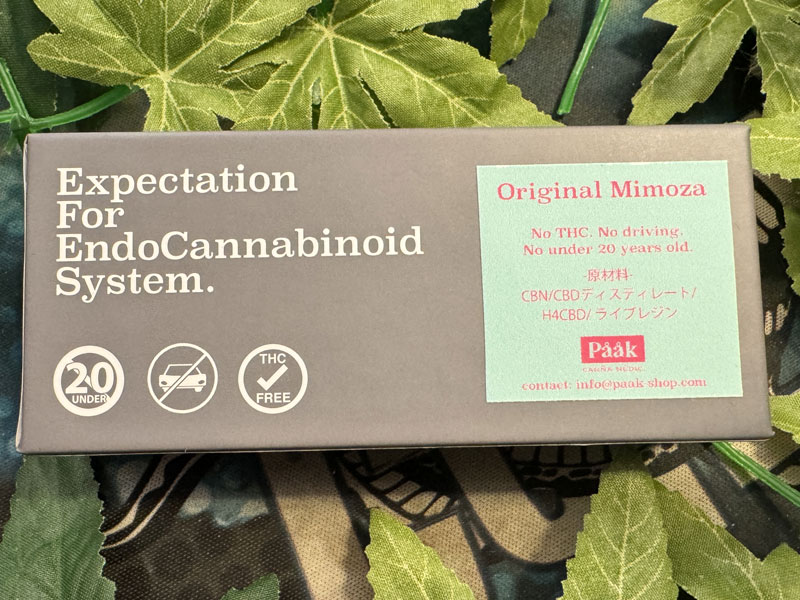 Expectation
For
EndoCannabinoid
System.
20
UNDER
THC
FREE
Original Mimoza
No THC. No driving.
No under 20 years old.
-原材料-
CBN/CBDディスティレート/
H4CBD/ライブレジン
Pååk
CANNA MEDIC.
contact: info@paak-shop.com